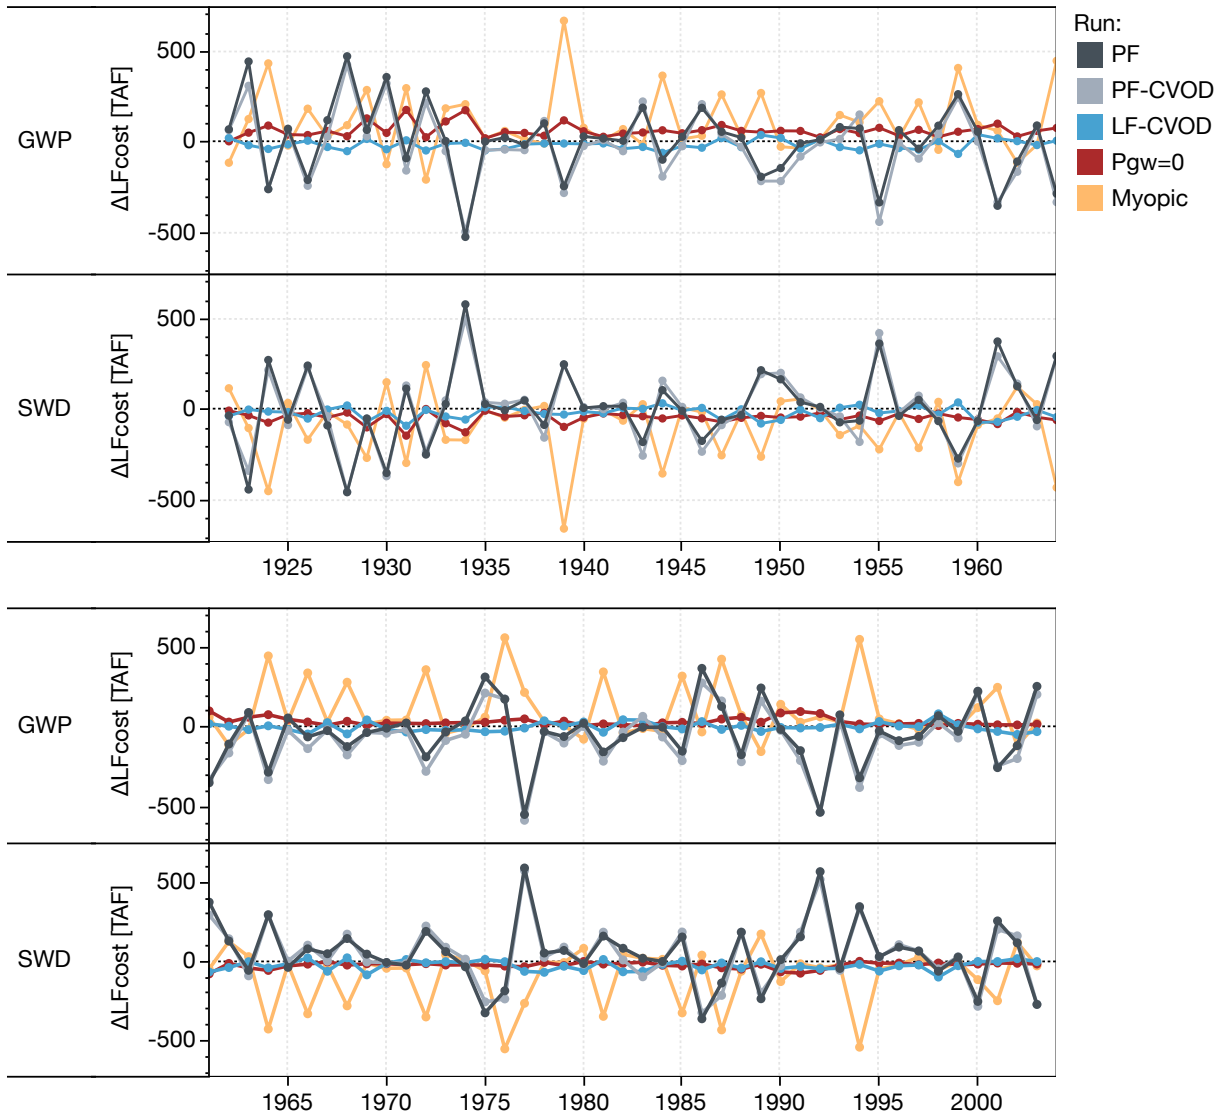 Run:
PF
PF-CVOD
LF-CVOD
Pgw=0
Myopic
GWP
ΔLFcost [TAF]
500
0
-500
SWD
ΔLFcost [TAF]
500
0
-500
1925 1930 1935 1940 1945 1950 1955 1960
GWP
ΔLFcost [TAF]
500
0
-500
SWD
ΔLFcost [TAF]
500
0
-500
1965 1970 1975 1980 1985 1990 1995 2000